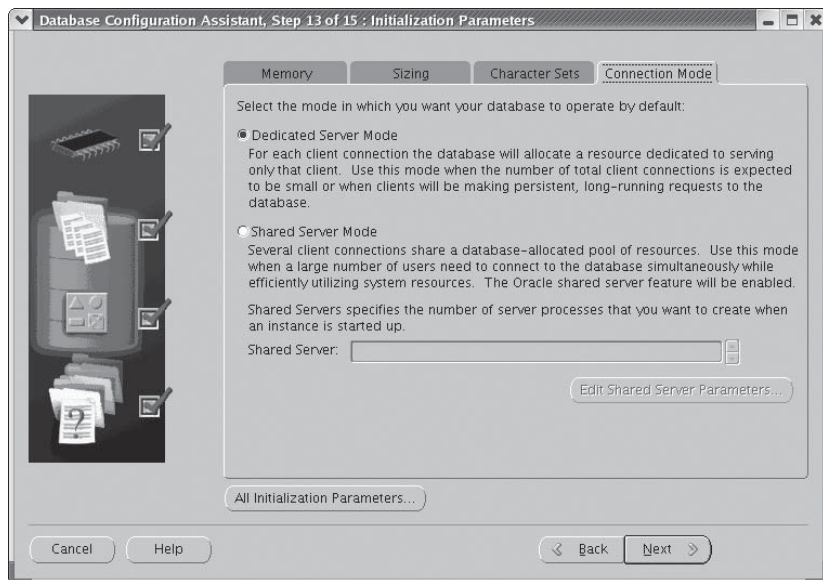 Database Configuration Assistant, Step 13 of 15 : Initialization Parameters
Memory
Sizing
Character Sets
Connection Mode
Select the mode in which you want your database to operate by default:
Dedicated Server Mode
For each client connection the database will allocate a resource dedicated to serving
only that client. Use this mode when the number of total client connections is expected
to be small or when clients will be making persistent, long-running requests to the
database.
Shared Server Mode
Several client connections share a database-allocated pool of resources. Use this mode
when a large number of users need to connect to the database simultaneously while
efficiently utilizing system resources. The Oracle shared server feature will be enabled.
Shared Servers specifies the number of server processes that you want to create when
an instance is started up.
Shared Server:
Edit Shared Server Parameters...
All Initialization Parameters...
Cancel
Help
Back
Next
?